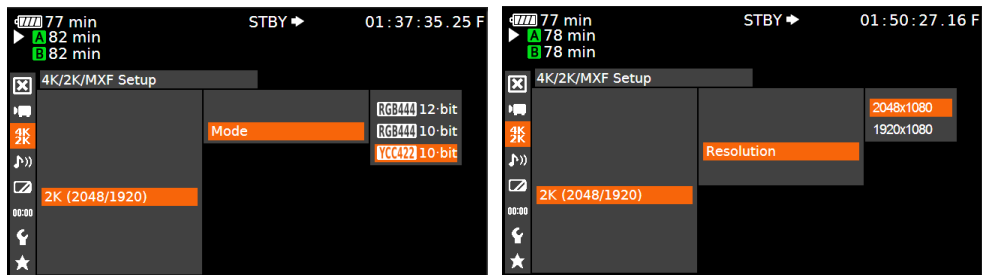 77 min STBY 01:37:35.25 F
A 82 min
B 82 min
4K/2K/MXF Setup
RGB444 12·bit
Mode RGB444 10·bit
4K
2K
YCC422 10·bit
2K (2048/1920)
00:00
77 min STBY 01:50:27.16 F
A 78 min
B 78 min
4K/2K/MXF Setup
2048x1080
4K
2K
1920x1080
Resolution
2K (2048/1920)
00:00